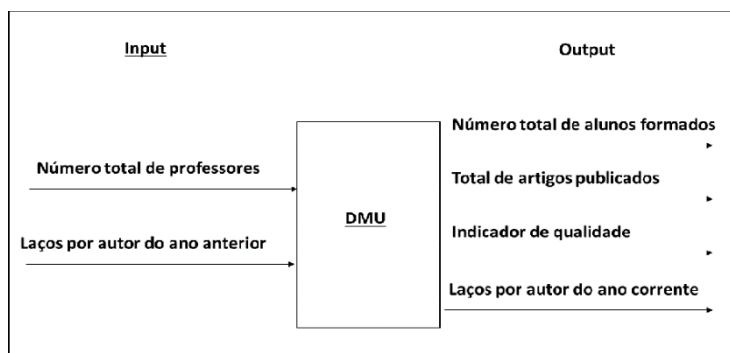 Input
Output
Número total de professores
Laços por autor do ano anterior
DMU
Número total de alunos formados
Total de artigos publicados
Indicador de qualidade
Laços por autor do ano corrente